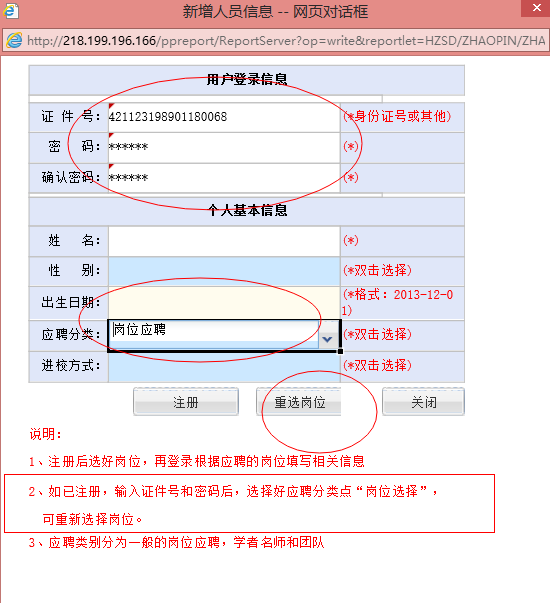 新增人员信息 -- 网页对话框
http://218.199.196.166/ppreport/ReportServer?op=write&reportlet=HZSD/ZHAOPIN/ZHA
用户登录信息
证 件 号: 421123198901180068 (*身份证号或其他)
密 码: ****** (*)
确认密码: ****** (*)
个人基本信息
姓 名: (*)
性 别: (*双击选择)
出生日期: (*格式：2013-12-0
1)
应聘分类: 岗位应聘 (*双击选择)
进校方式: (*双击选择)
注册 重选岗位 关闭
说明：
1、注册后选好岗位，再登录根据应聘的岗位填写相关信息
2、如已注册，输入证件号和密码后，选择好应聘分类点“岗位选择”，
可重新选择岗位。
3、应聘类别分为一般的岗位应聘，学者名师和团队